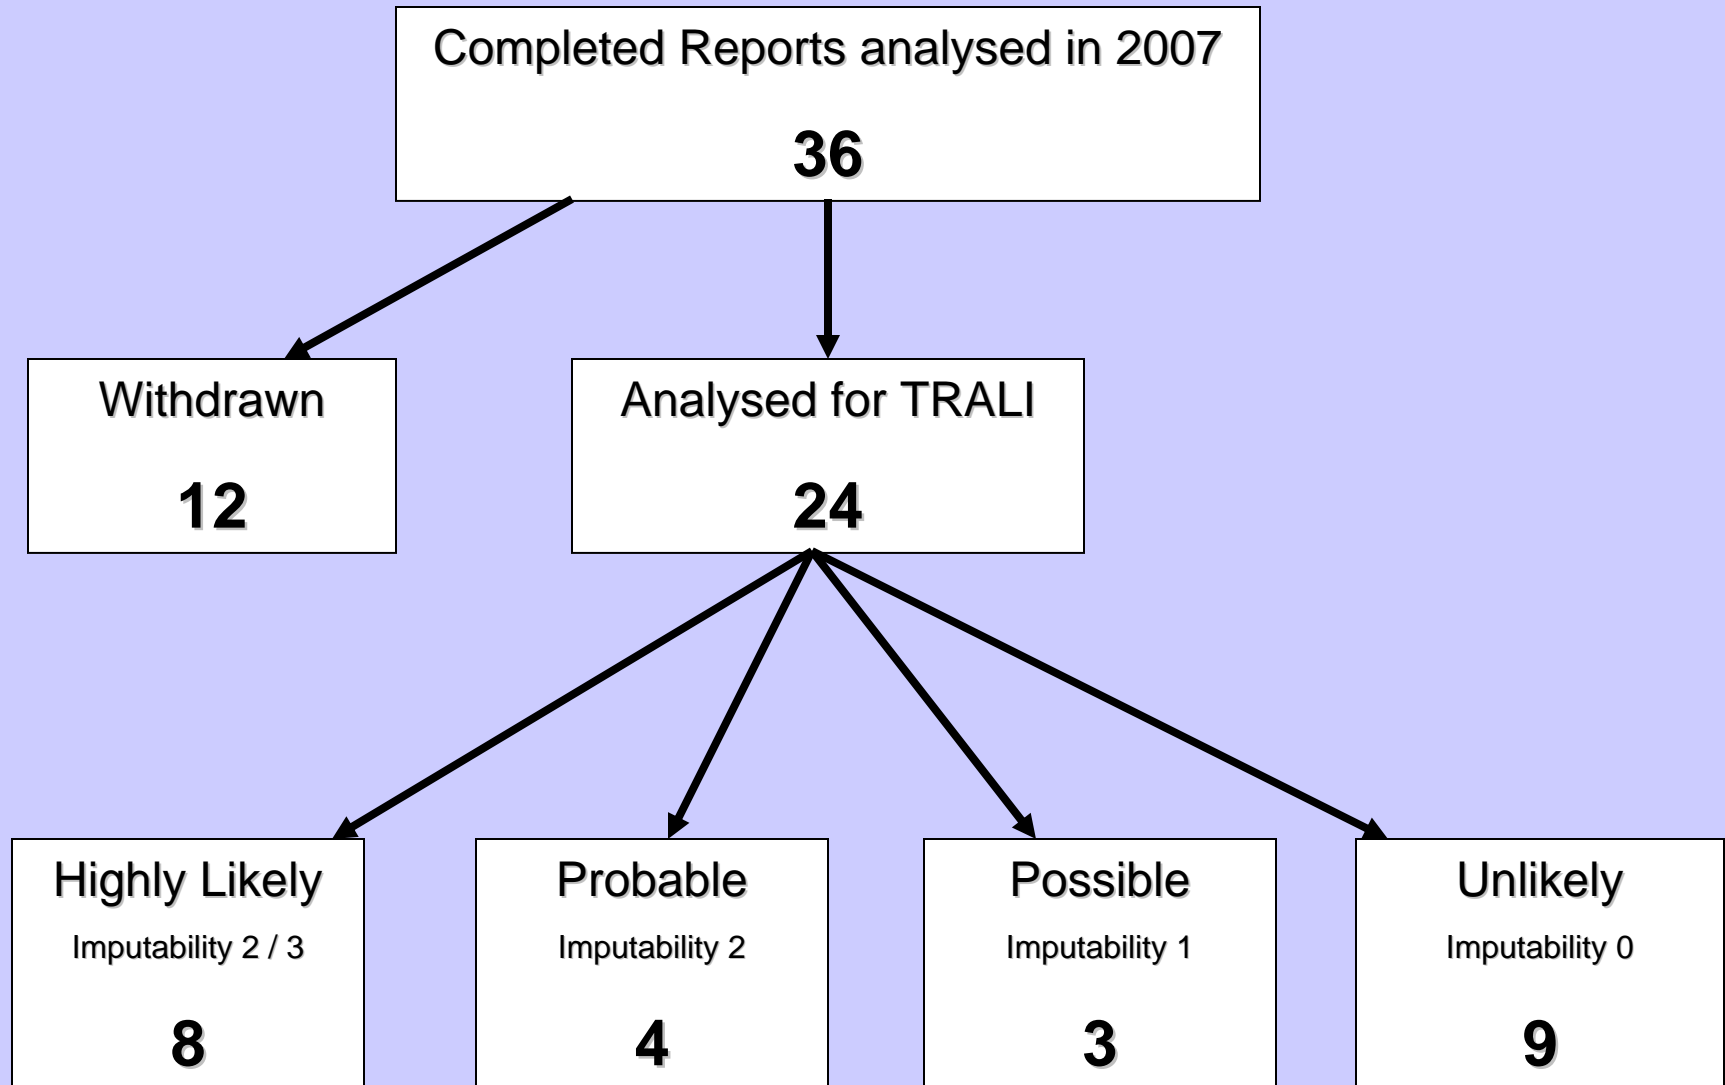 Completed Reports analysed in 2007
36
Withdrawn
12
Analysed for TRALI
24
Highly Likely
Imputability 2 / 3
8
Probable
Imputability 2
4
Possible
Imputability 1
3
Unlikely
Imputability 0
9